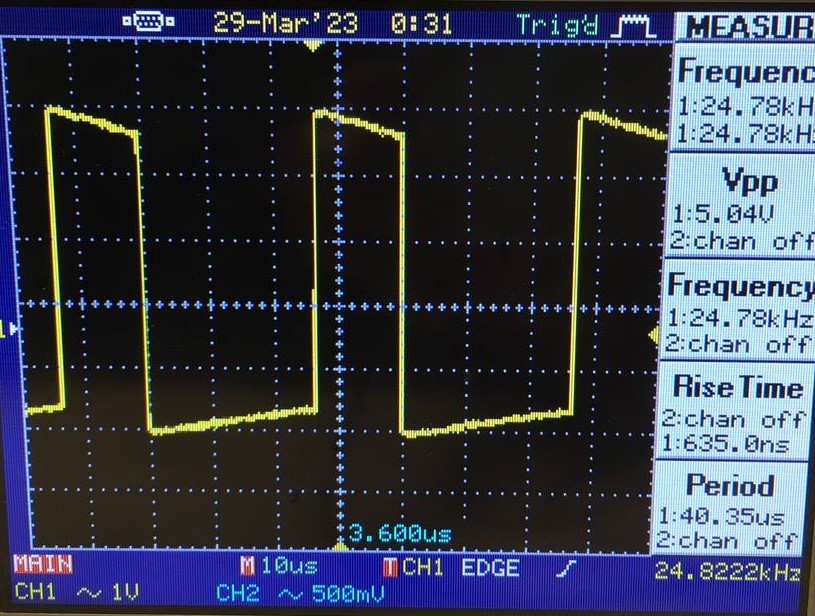 29-Mar'23 0:31 Trig'd MEASUR
Frequenc
1:24.78kH
1:24.78kHz
Vpp
1:5.04V
2:chan off
Frequency
1:24.78kHz
2:chan off
Rise Time
2:chan off
1:635.0ns
Period
1:40.35us
2:chan off
1
3.600us
MAIN M 10us T CH1 EDGE 24.8222kHz
CH1 ~ 1V CH2 ~ 500mV